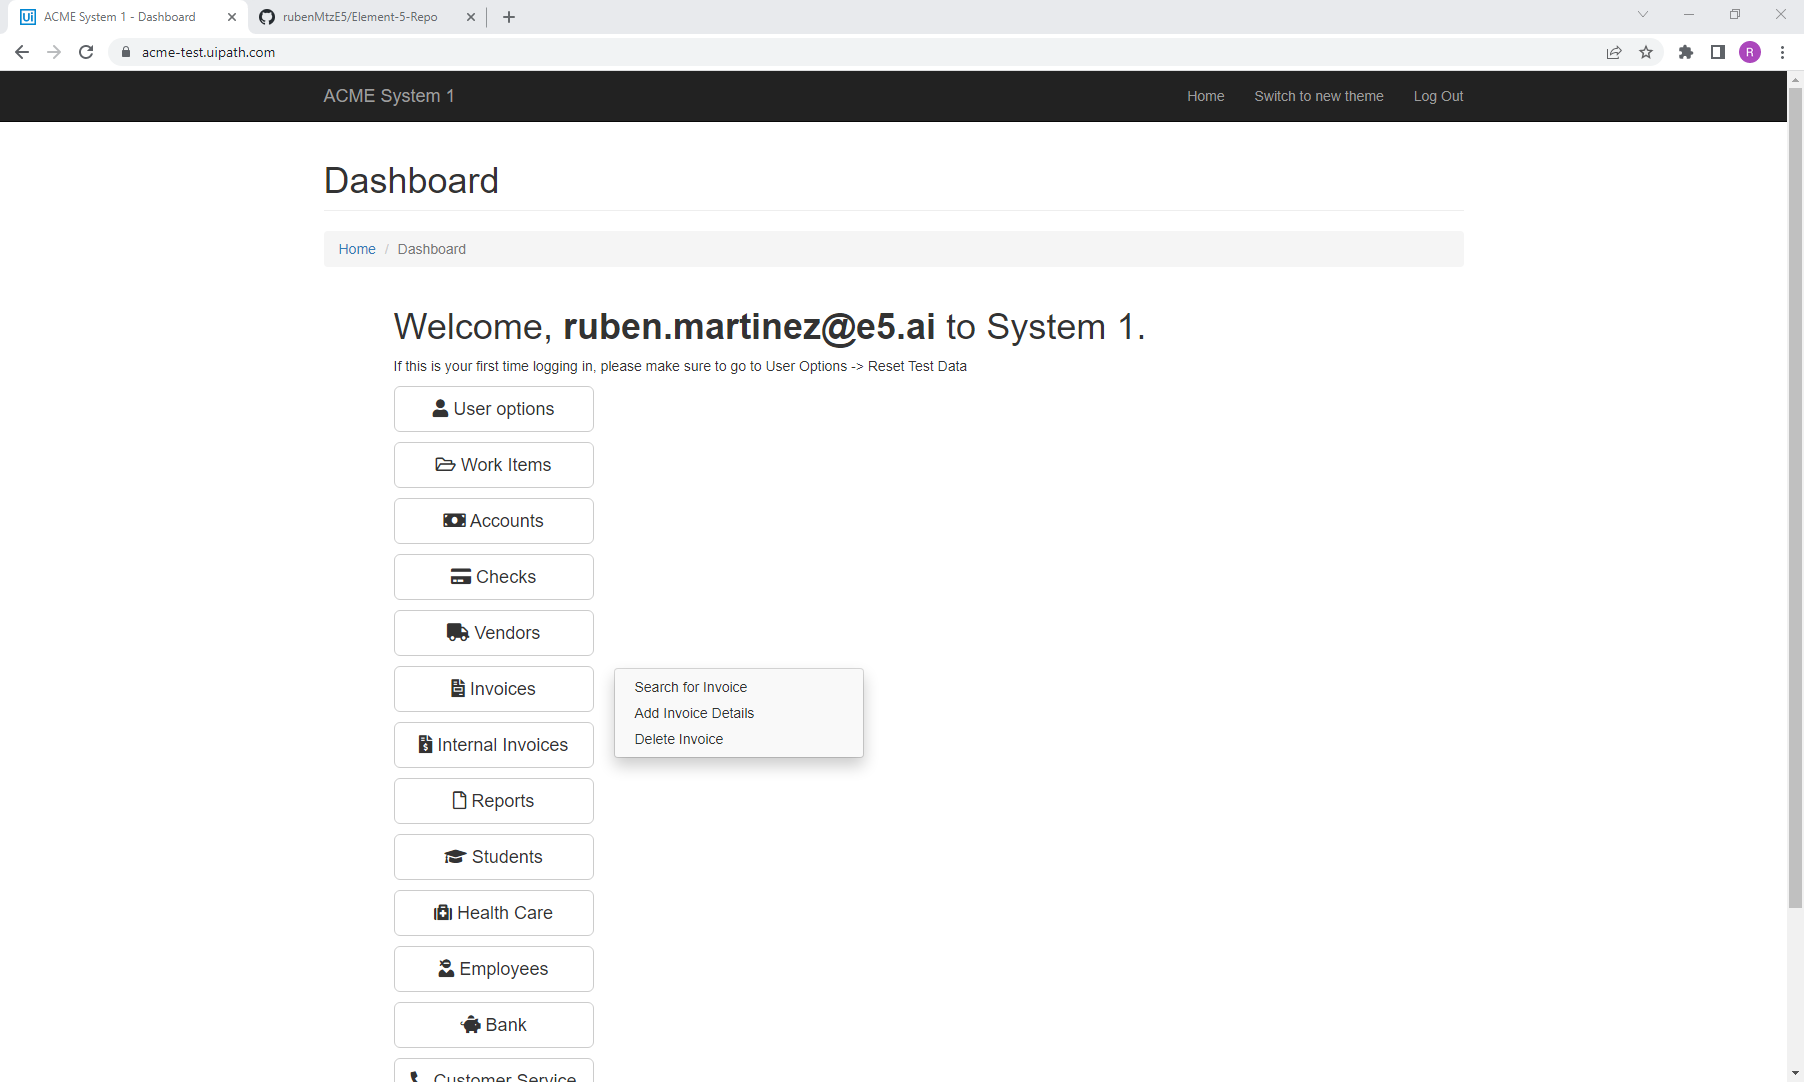 ACME System 1 - Dashboard
rubenMtzE5/Element-5-Repo
acme-test.uipath.com
R
ACME System 1
Home
Switch to new theme
Log Out
Dashboard
Home / Dashboard
Welcome, ruben.martinez@e5.ai to System 1.
If this is your first time logging in, please make sure to go to User Options -> Reset Test Data
User options
Work Items
Accounts
Checks
Vendors
Invoices
Search for Invoice
Add Invoice Details
Delete Invoice
Internal Invoices
Reports
Students
Health Care
Employees
Bank
Customer Service